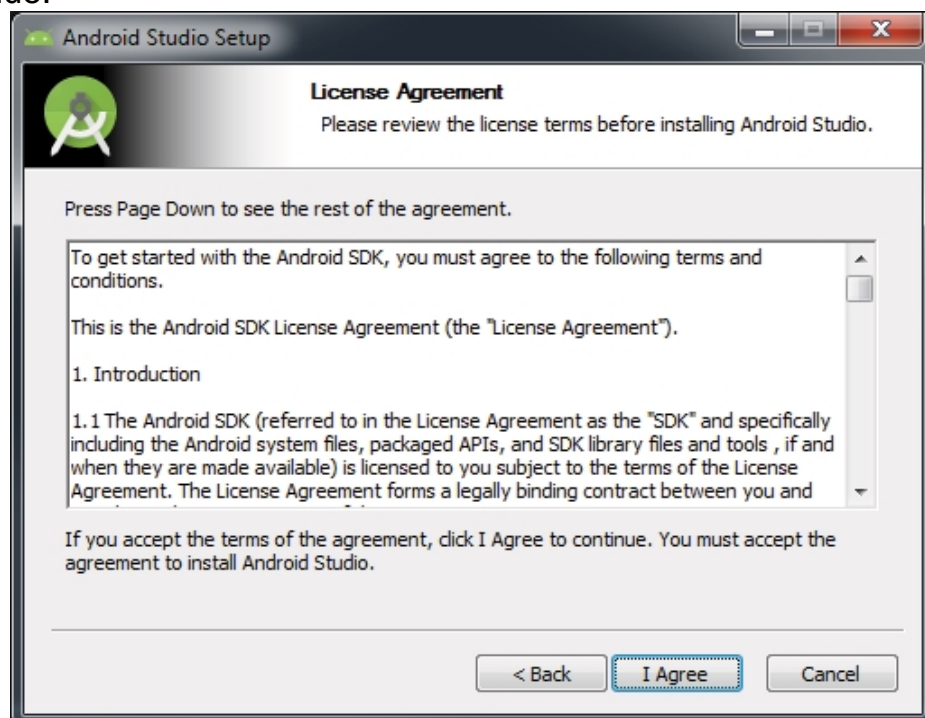 Android Studio Setup
License Agreement
Please review the license terms before installing Android Studio.
Press Page Down to see the rest of the agreement.
To get started with the Android SDK, you must agree to the following terms and
conditions.
This is the Android SDK License Agreement (the "License Agreement").
1. Introduction
1.1 The Android SDK (referred to in the License Agreement as the "SDK" and specifically
including the Android system files, packaged APIs, and SDK library files and tools , if and
when they are made available) is licensed to you subject to the terms of the License
Agreement. The License Agreement forms a legally binding contract between you and
If you accept the terms of the agreement, click I Agree to continue. You must accept the
agreement to install Android Studio.
< Back
I Agree
Cancel